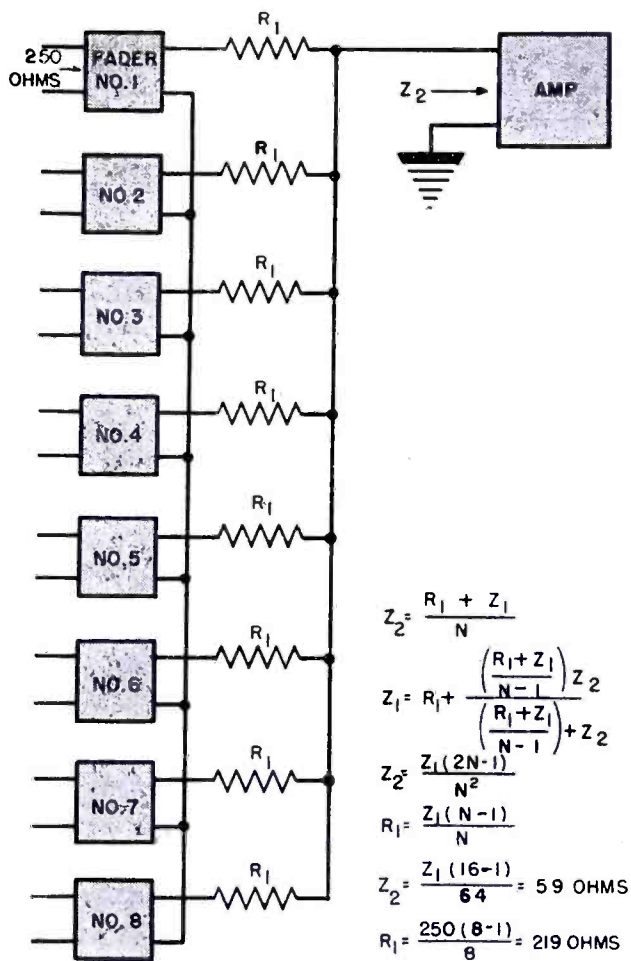 250
OHMS
FADER
NO.1
R₁
Z₂
AMP
NO.2
R₁
NO.3
R₁
NO.4
R₁
NO.5
R₁
NO.6
R₁
NO.7
R₁
NO.8
R₁
Z₂ = (R₁ + Z₁) / N
Z₁ = R₁ + (((R₁+Z₁)/(N-1)) Z₂) / (((R₁+Z₁)/(N-1)) + Z₂)
Z₂ = Z₁(2N-1) / N²
R₁ = Z₁(N-1) / N
Z₂ = Z₁(16-1) / 64 = 59 OHMS
R₁ = 250(8-1) / 8 = 219 OHMS